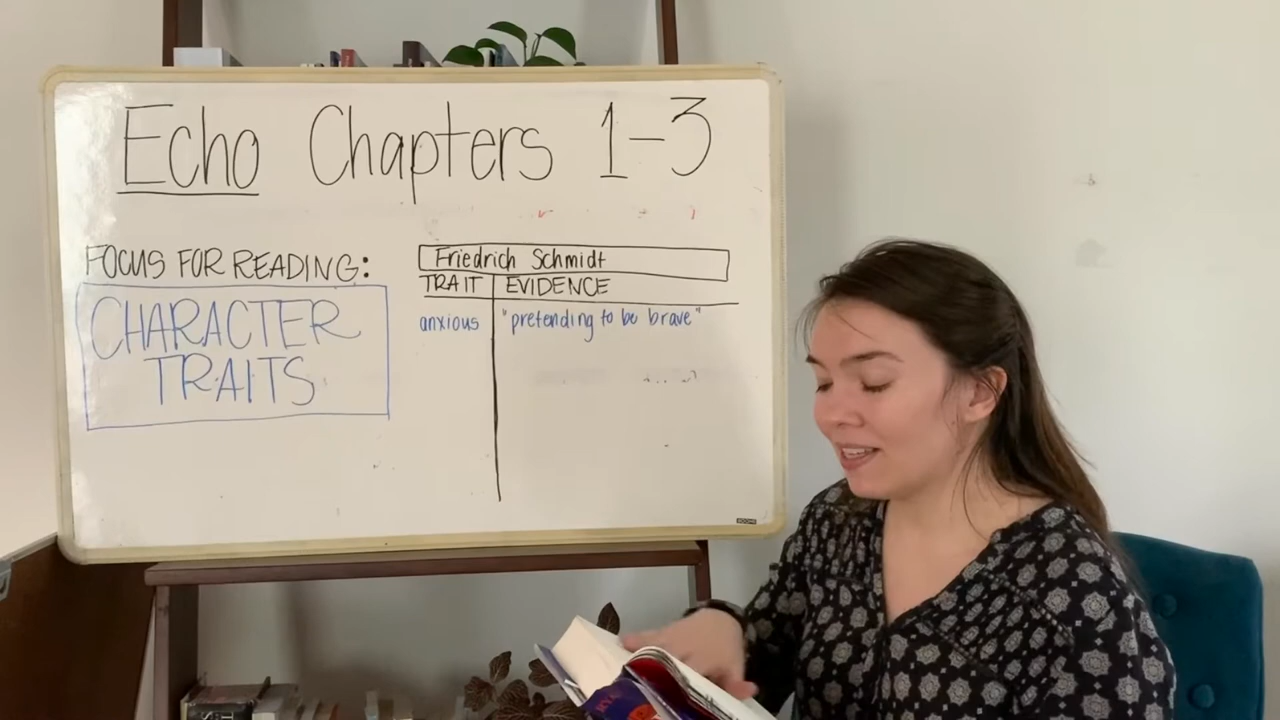 Echo Chapters 1-3
FOCUS FOR READING:
CHARACTER
TRAITS
Friedrich Schmidt
TRAIT EVIDENCE
anxious "pretending to be brave"